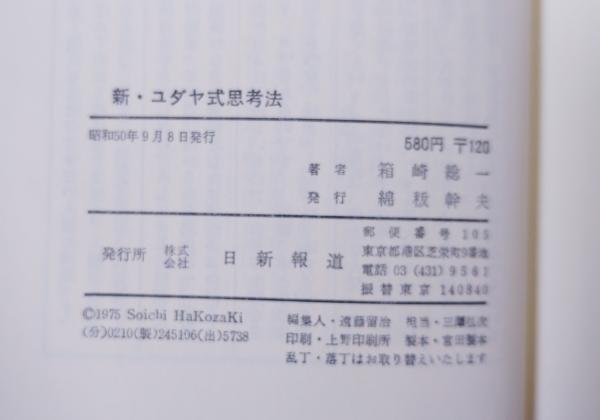 新・ユダヤ式思考法
昭和50年9月8日発行
580円 〒120
著者 箱崎総一
発行 綿秡幹夫
発行所 株式会社 日新報道
郵便番号 105
東京都港区芝栄町9番地
電話 03 (431) 9561
振替東京 140840
©1975 Soichi HaKozaKi
(分)0210(製)245196(出)5738
編集人・遠藤留治 担当・三澤弘次
印刷・上野印刷所 製本・宮田製本
乱丁・落丁はお取り替えいたします